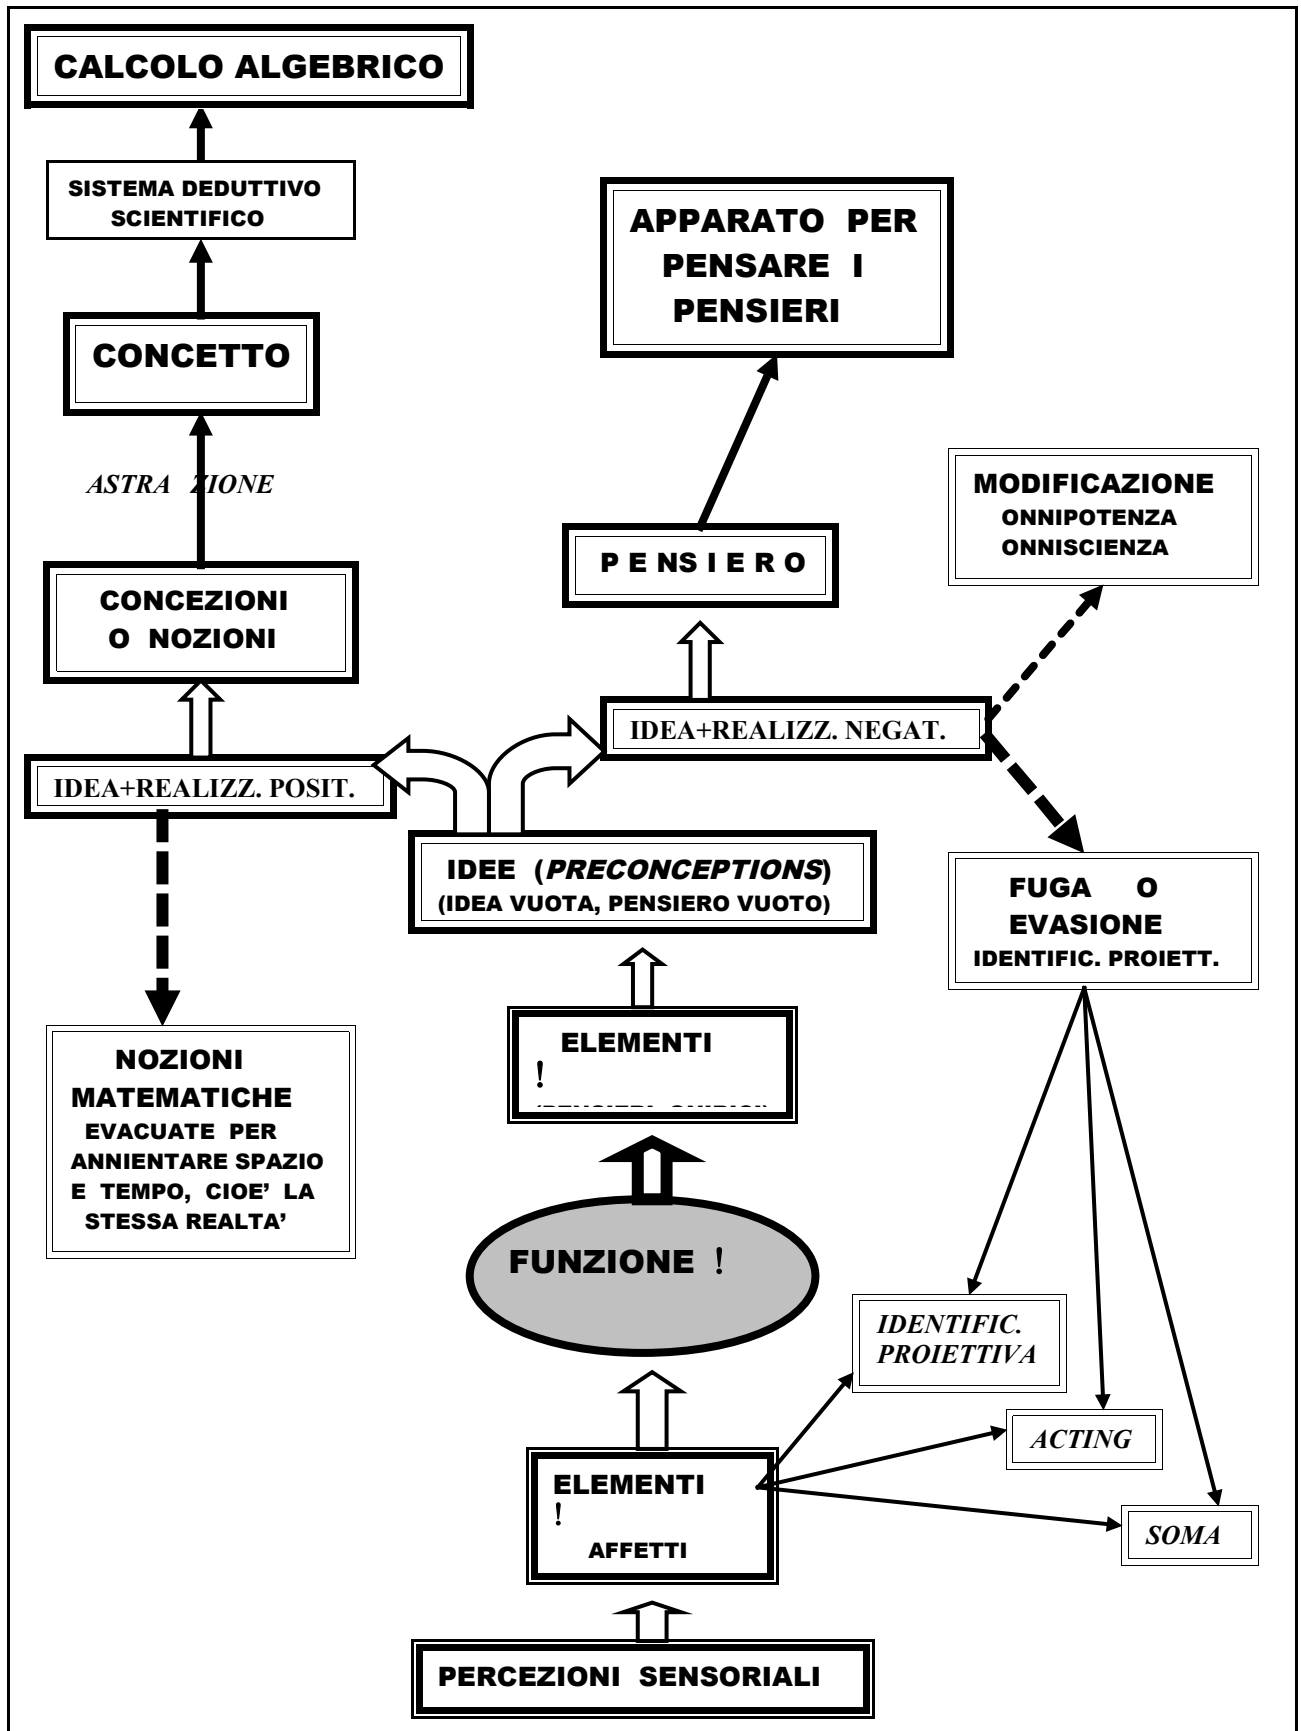 CALCOLO ALGEBRICO
SISTEMA DEDUTTIVO
SCIENTIFICO
APPARATO PER
PENSARE I
PENSIERI
CONCETTO
ASTRA ZIONE
MODIFICAZIONE
ONNIPOTENZA
ONNISCIENZA
P E NS I E R O
CONCEZIONI
O NOZIONI
IDEA+REALIZZ. NEGAT.
IDEA+REALIZZ. POSIT.
IDEE (PRECONCEPTIONS)
(IDEA VUOTA, PENSIERO VUOTO)
FUGA O
EVASIONE
IDENTIFIC. PROIETT.
ELEMENTI
!
NOZIONI
MATEMATICHE
EVACUATE PER
ANNIENTARE SPAZIO
E TEMPO, CIOE’ LA
STESSA REALTA’
FUNZIONE !
IDENTIFIC.
PROIETTIVA
ACTING
ELEMENTI
!
AFFETTI
SOMA
PERCEZIONI SENSORIALI